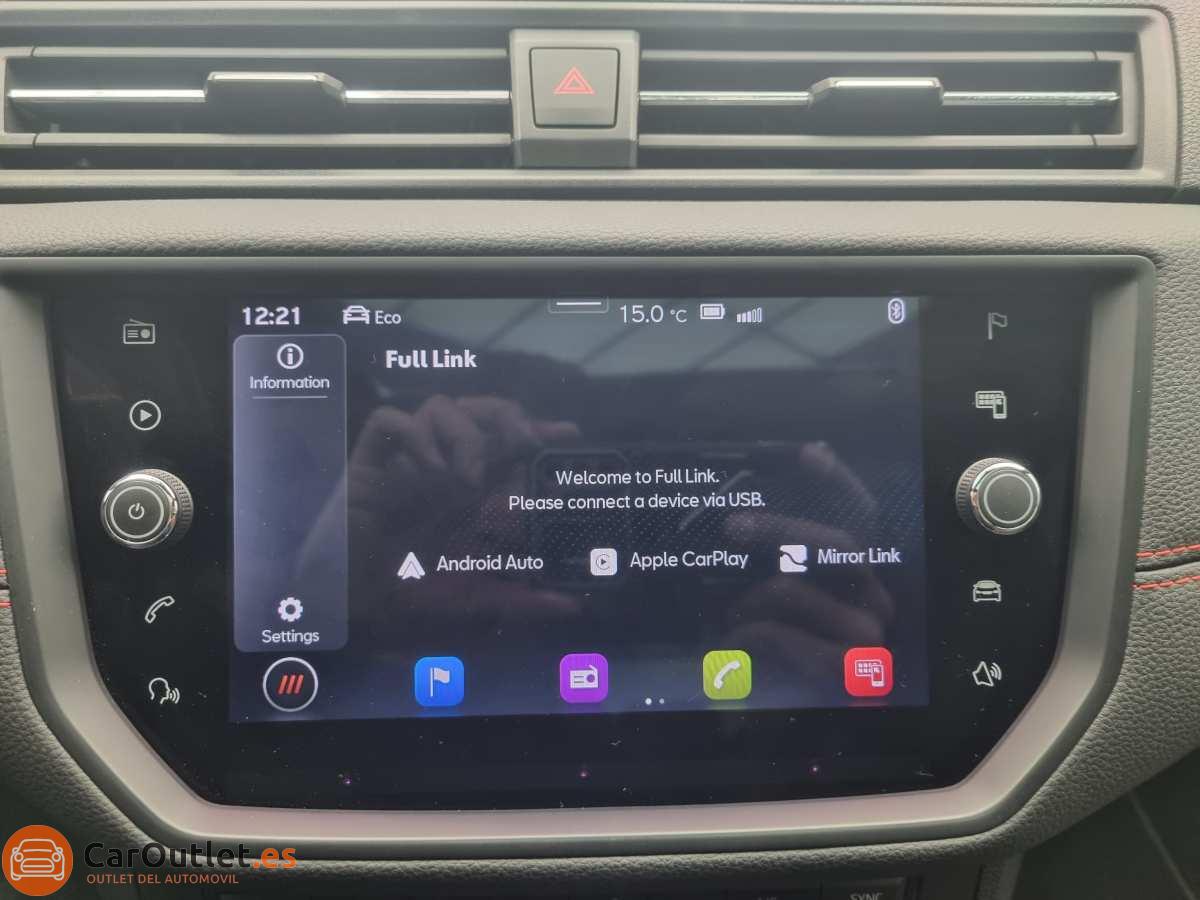 12:21
Eco
15.0 °C
Information
Full Link
Welcome to Full Link.
Please connect a device via USB.
Android Auto
Apple CarPlay
Mirror Link
Settings
CarOutlet.es
OUTLET DEL AUTOMOVIL
SYNC